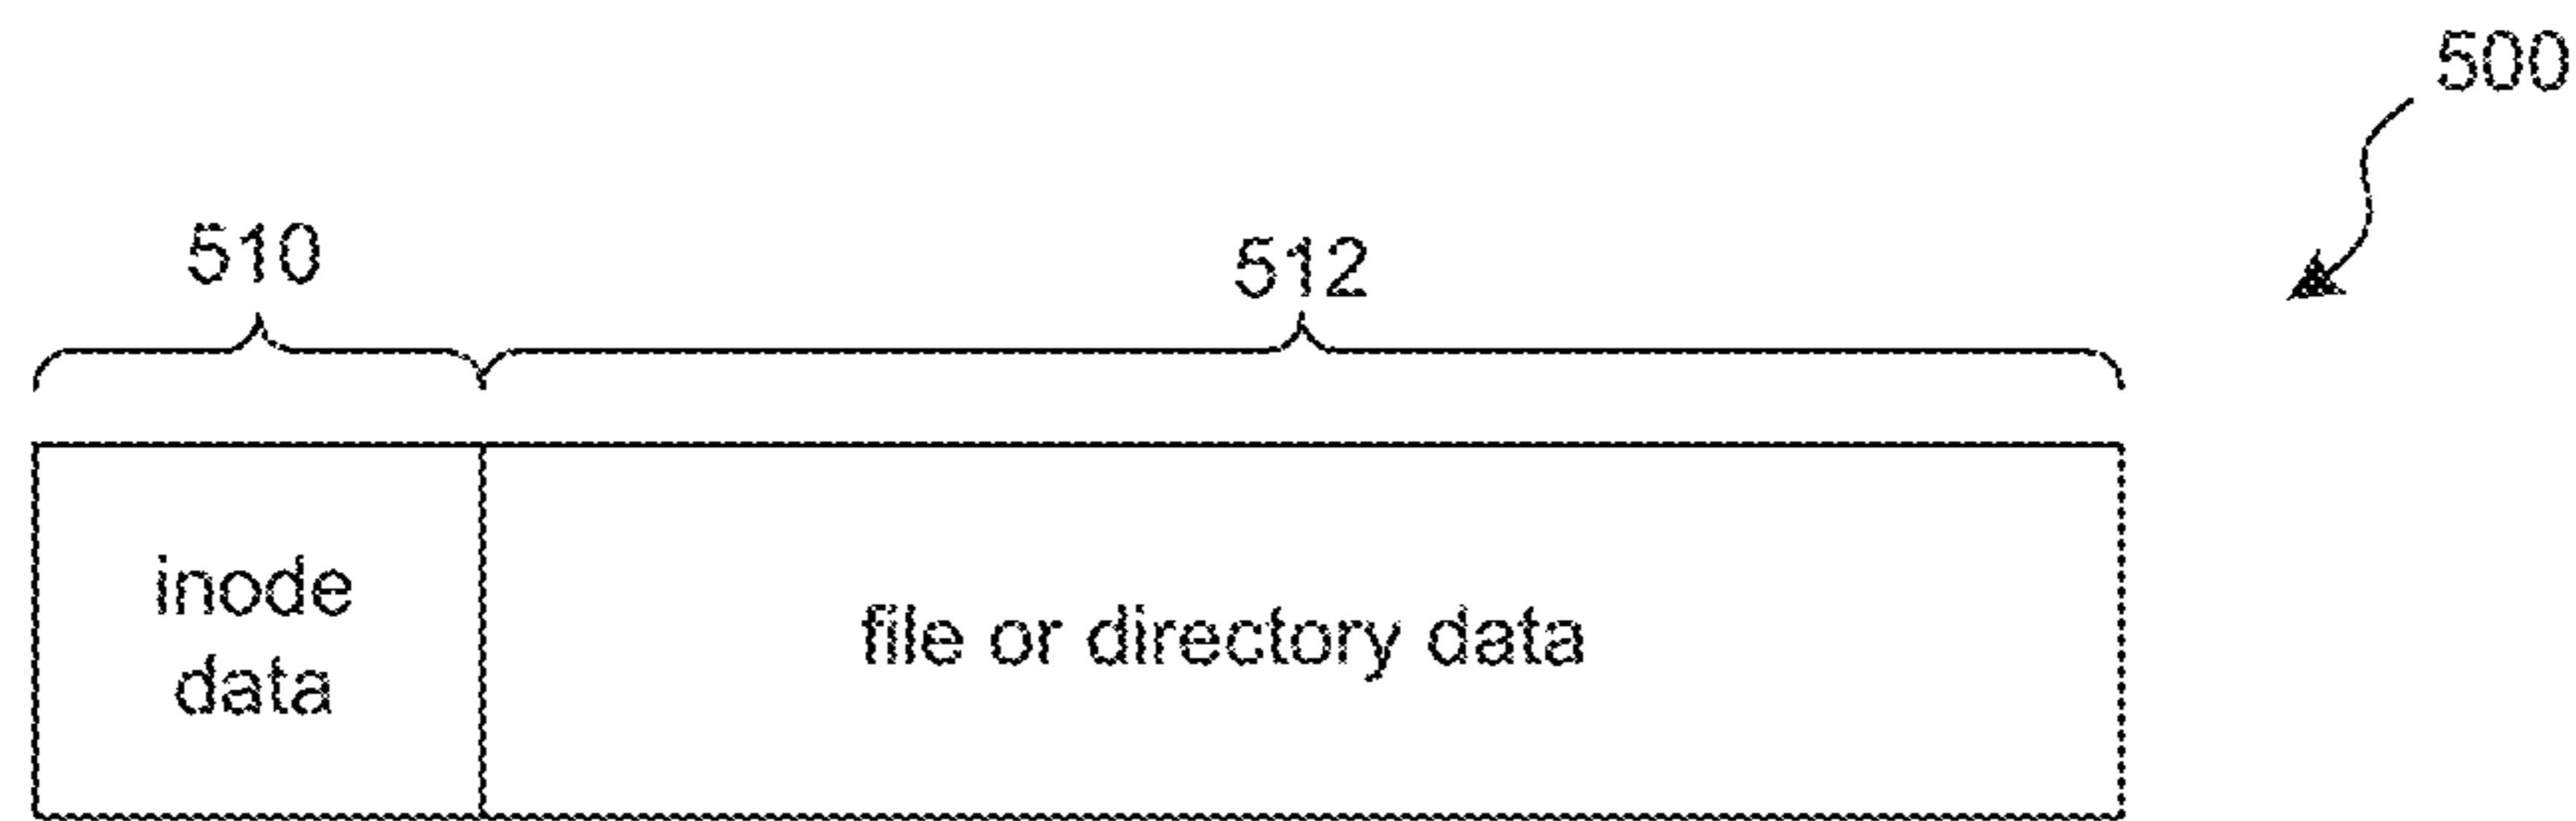 500
510
512
inode
data
file or directory data